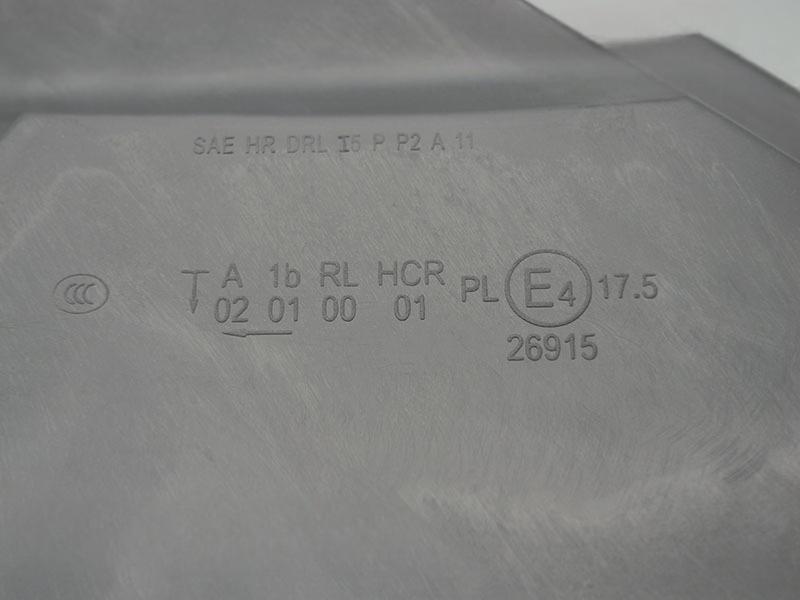 SAE HR DRL I5 P P2 A 11
CCC
A 1b RL HCR PL E4 17.5
02 01 00 01
26915